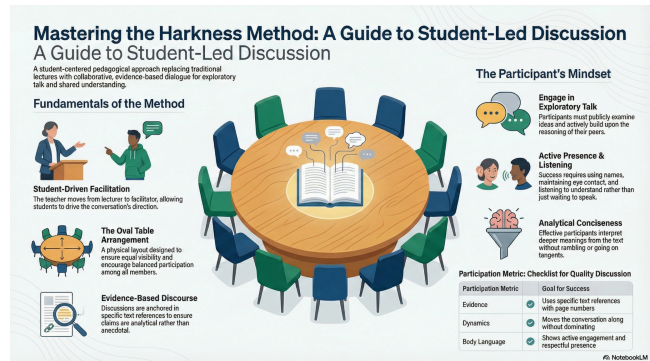 Mastering the Harkness Method: A Guide to Student-Led Discussion
A Guide to Student-Led Discussion
A student-centered pedagogical approach replacing traditional
lectures with collaborative, evidence-based dialogue for exploratory
talk and shared understanding.
Fundamentals of the Method
Student-Driven Facilitation
The teacher moves from lecturer to facilitator, allowing
students to drive the conversation's direction.
The Oval Table
Arrangement
A physical layout designed to
ensure equal visibility and
encourage balanced participation
among all members.
Evidence-Based Discourse
Discussions are anchored in
specific text references to
ensure claims are analytical rather than
anecdotal.
The Participant's Mindset
Engage in
Exploratory Talk
Participants must publicly examine
ideas and actively build upon the
reasoning of their peers.
Active Presence &
Listening
Success requires using names,
maintaining eye contact, and
listening to understand rather than
just waiting to speak.
Analytical Conciseness
Effective participants interpret
deeper meanings from the text
without rambling or going on
tangents.
Participation Metric: Checklist for Quality Discussion
Participation Metric Goal for Success
Evidence Uses specific text references
with page numbers
Dynamics Moves the conversation along
without dominating
Body Language Shows active engagement and
respectful presence
NotebookLM